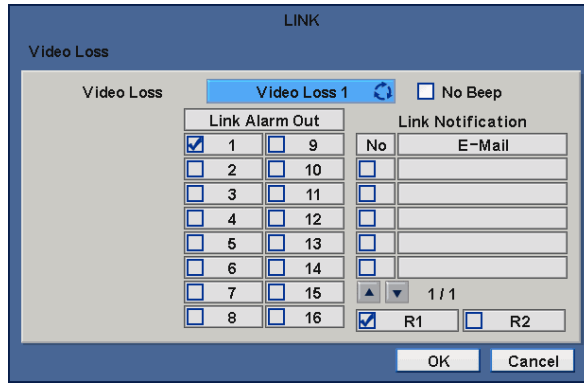 LINK
Video Loss
Video Loss Video Loss 1 No Beep
Link Alarm Out Link Notification
1 9 No E-Mail
2 10
3 11
4 12
5 13
6 14
7 15 1 / 1
8 16 R1 R2
OK Cancel